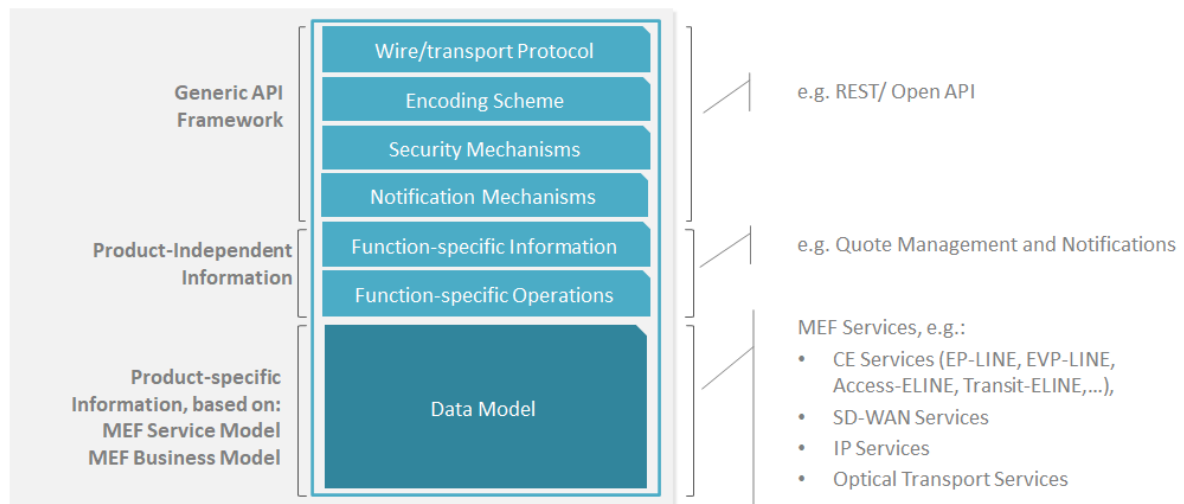 Generic API
Framework
Wire/transport Protocol
Encoding Scheme
Security Mechanisms
Notification Mechanisms
e.g. REST/ Open API
Product-Independent
Information
Function-specific Information
Function-specific Operations
e.g. Quote Management and Notifications
Product-specific
Information, based on:
MEF Service Model
MEF Business Model
Data Model
MEF Services, e.g.:
• CE Services (EP-LINE, EVP-LINE,
Access-ELINE, Transit-ELINE,...),
• SD-WAN Services
• IP Services
• Optical Transport Services